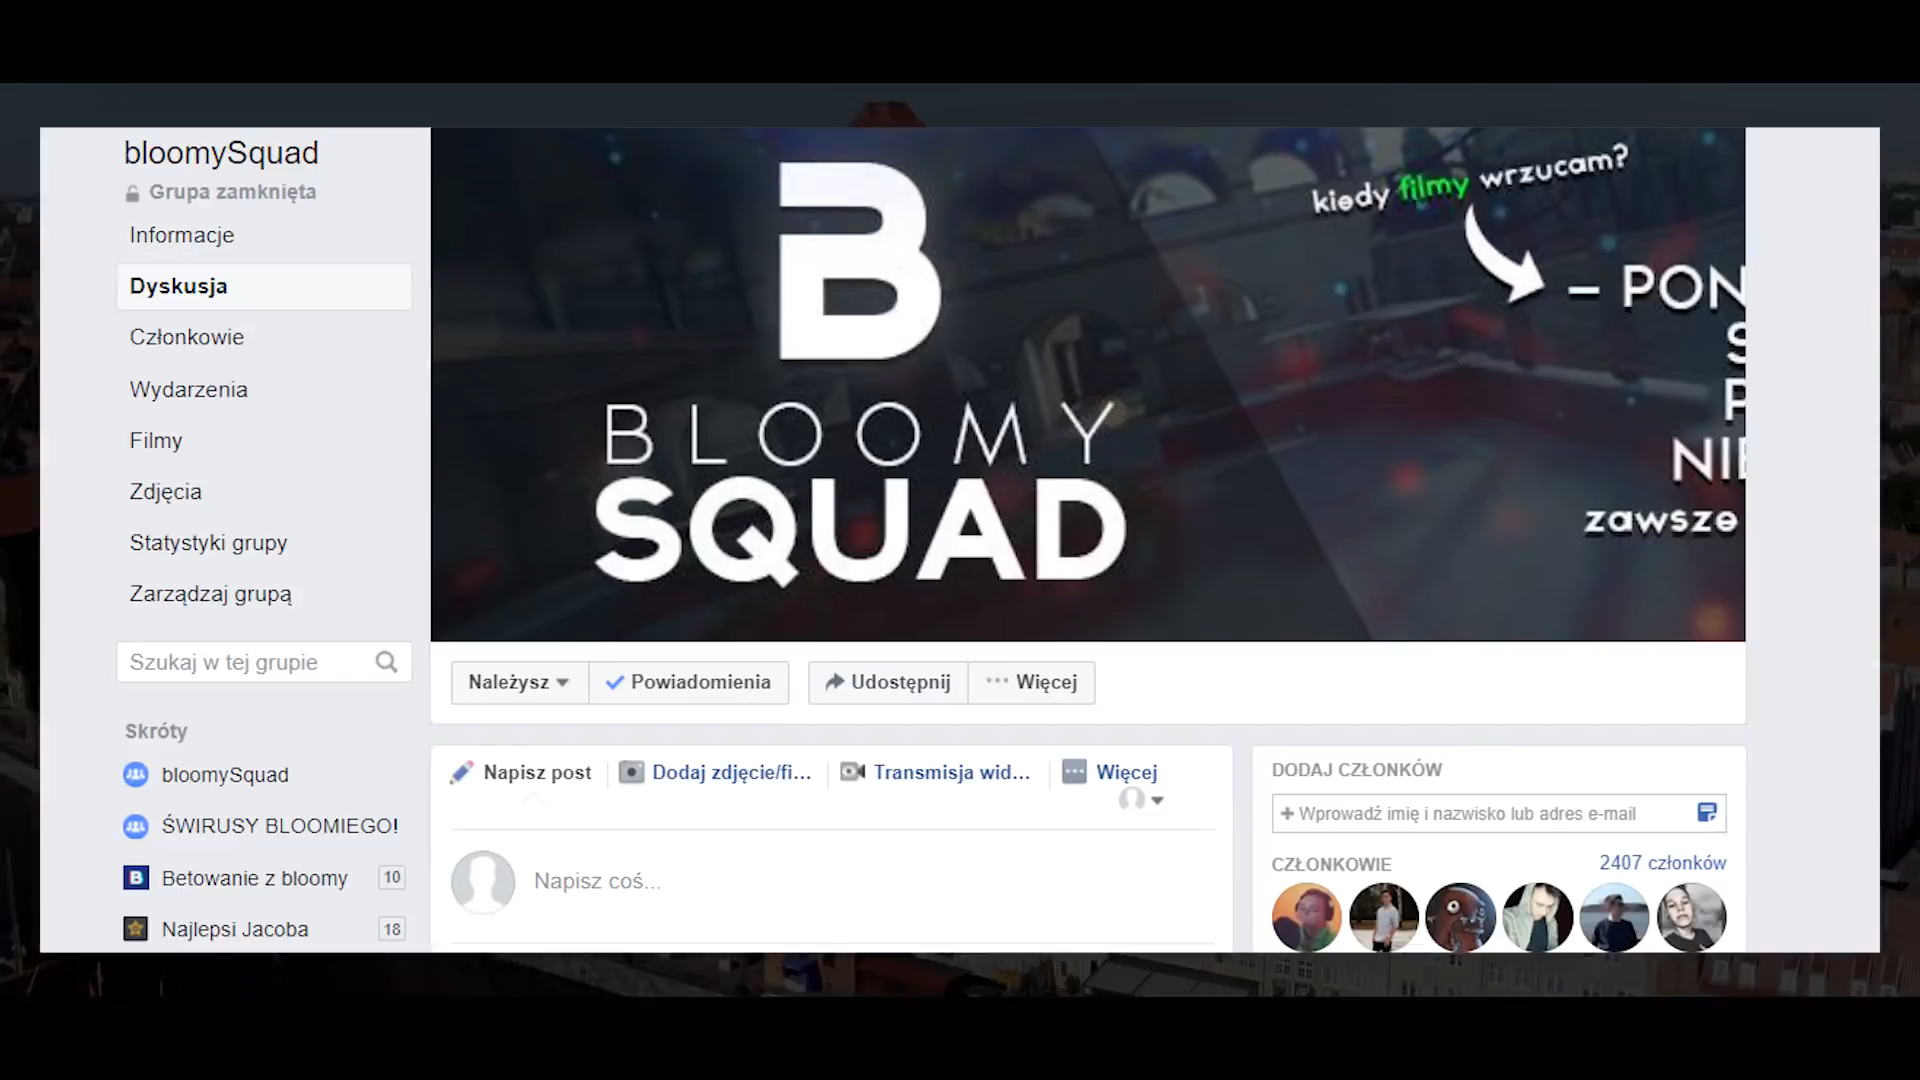 bloomySquad
Grupa zamknięta
Informacje
Dyskusja
Członkowie
Wydarzenia
Filmy
Zdjęcia
Statystyki grupy
Zarządzaj grupą
Szukaj w tej grupie
Skróty
bloomySquad
ŚWIRUSY BLOOMIEGO!
Betowanie z bloomy 10
Najlepsi Jacoba 18
B
BLOOMY
SQUAD
kiedy filmy wrzucam?
– PON
S
P
NIE
zawsze
Należysz
Powiadomienia
Udostępnij
Więcej
Napisz post
Dodaj zdjęcie/fi...
Transmisja wid...
Więcej
Napisz coś...
DODAJ CZŁONKÓW
+ Wprowadź imię i nazwisko lub adres e-mail
CZŁONKOWIE
2407 członków